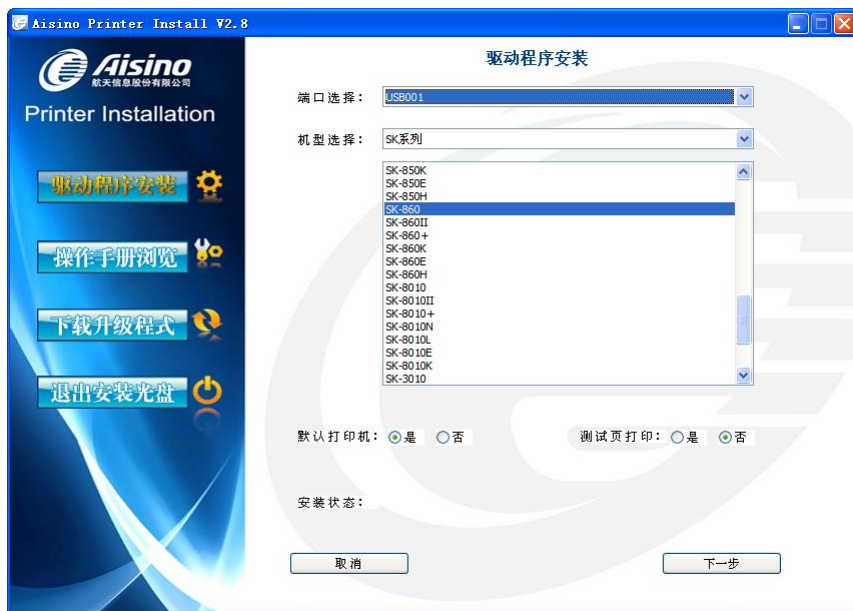 Aisino Printer Install V2.8
Aisino
航天信息股份有限公司
Printer Installation
驱动程序安装
操作手册浏览
下载升级程式
退出安装光盘
驱动程序安装
端口选择: USB001
机型选择: SK系列
SK-850K
SK-850E
SK-850H
SK-860
SK-860II
SK-860+
SK-860K
SK-860E
SK-860H
SK-8010
SK-8010II
SK-8010+
SK-8010N
SK-8010L
SK-8010E
SK-8010K
SK-3010
默认打印机: 是 否 测试页打印: 是 否
安装状态:
取消 下一步